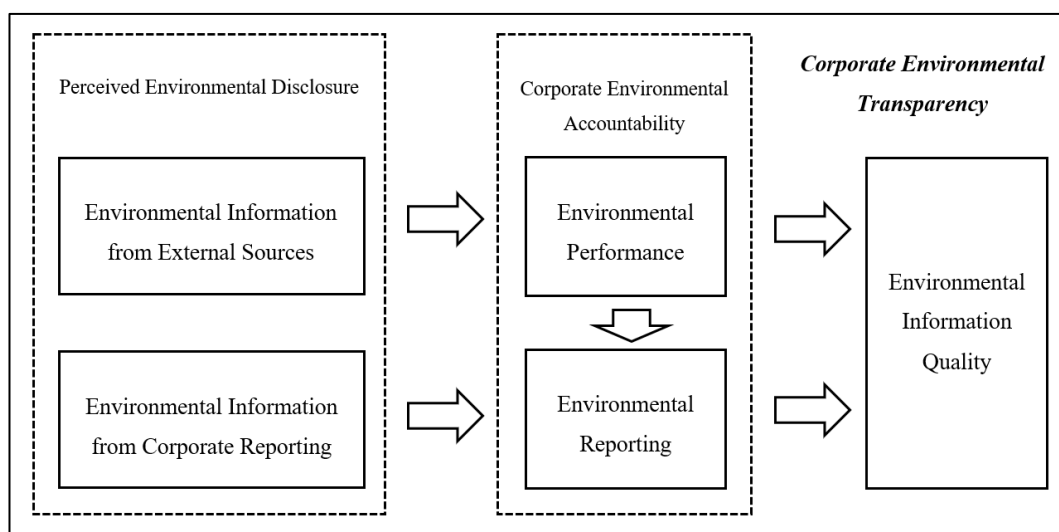 Perceived Environmental Disclosure
Environmental Information
from External Sources
Environmental Information
from Corporate Reporting
Corporate Environmental
Accountability
Environmental
Performance
Environmental
Reporting
Corporate Environmental
Transparency
Environmental
Information
Quality